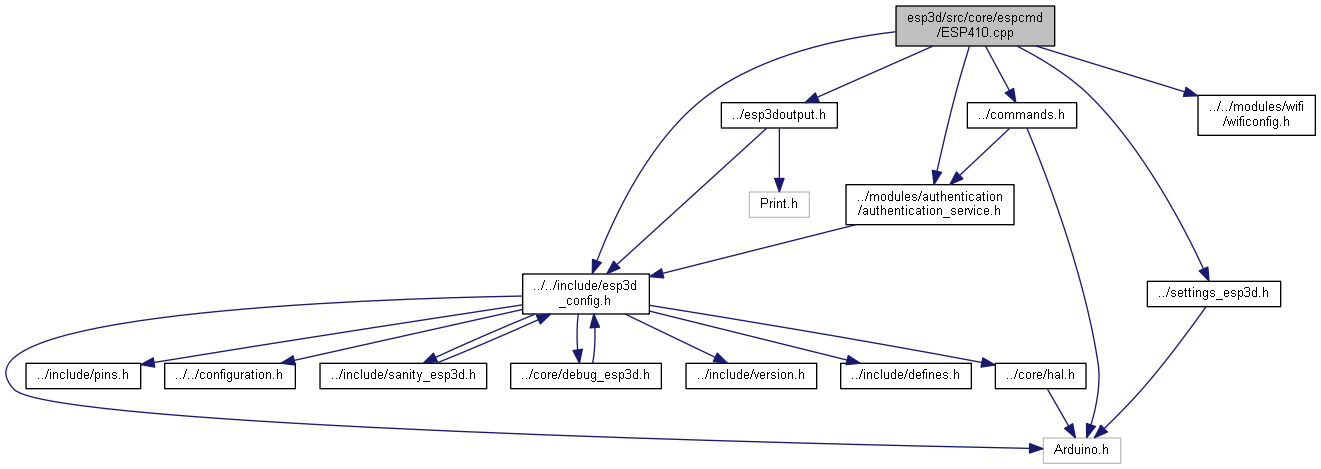 esp3d/src/core/espcmd
/ESP410.cpp
../esp3doutput.h
../commands.h
../../modules/wifi
/wificonfig.h
Print.h
../modules/authentication
/authentication_service.h
../../include/esp3d
_config.h
../settings_esp3d.h
../include/pins.h
../../configuration.h
../include/sanity_esp3d.h
../core/debug_esp3d.h
../include/version.h
../include/defines.h
../core/hal.h
Arduino.h